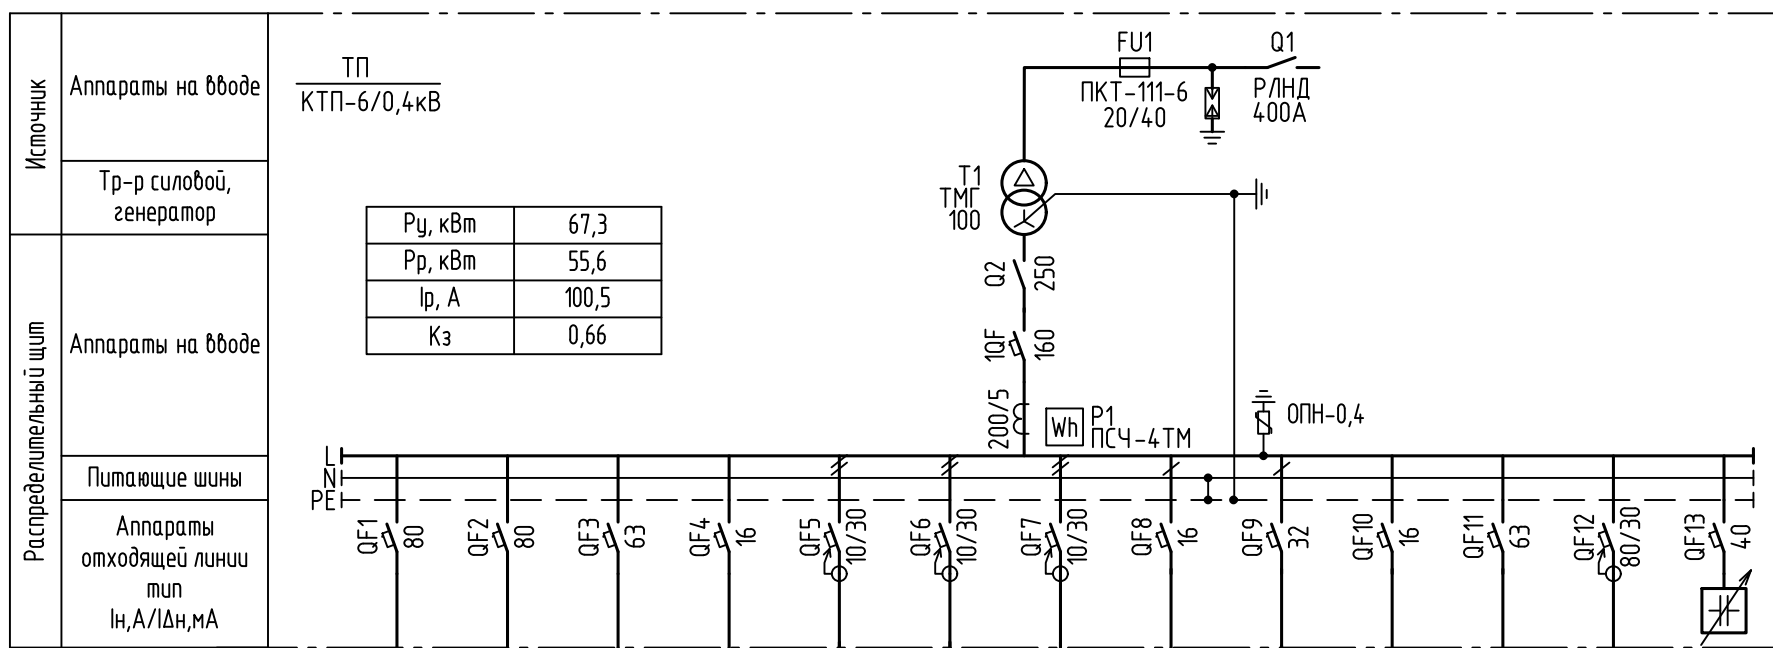 Источник
Аппараты на вводе
Тр-р силовой,
генератор
Распределительный щит
Аппараты на вводе
Питающие шины
Аппараты
отходящей линии
тип
Iн,А/IΔн,мА
ТП
КТП-6/0,4кВ
Ру, кВт
67,3
Рр, кВт
55,6
Iр, А
100,5
Кз
0,66
FU1
ПКТ-111-6
20/40
Q1
РЛНД
400А
Т1
ТМГ
100
Q2
250
1QF
160
200/5
Wh
Р1
ПСЧ-4ТМ
ОПН-0,4
L
N
PE
QF1
80
QF2
80
QF3
63
QF4
16
QF5
10/30
QF6
10/30
QF7
10/30
QF8
16
QF9
32
QF10
16
QF11
63
QF12
80/30
QF13
40